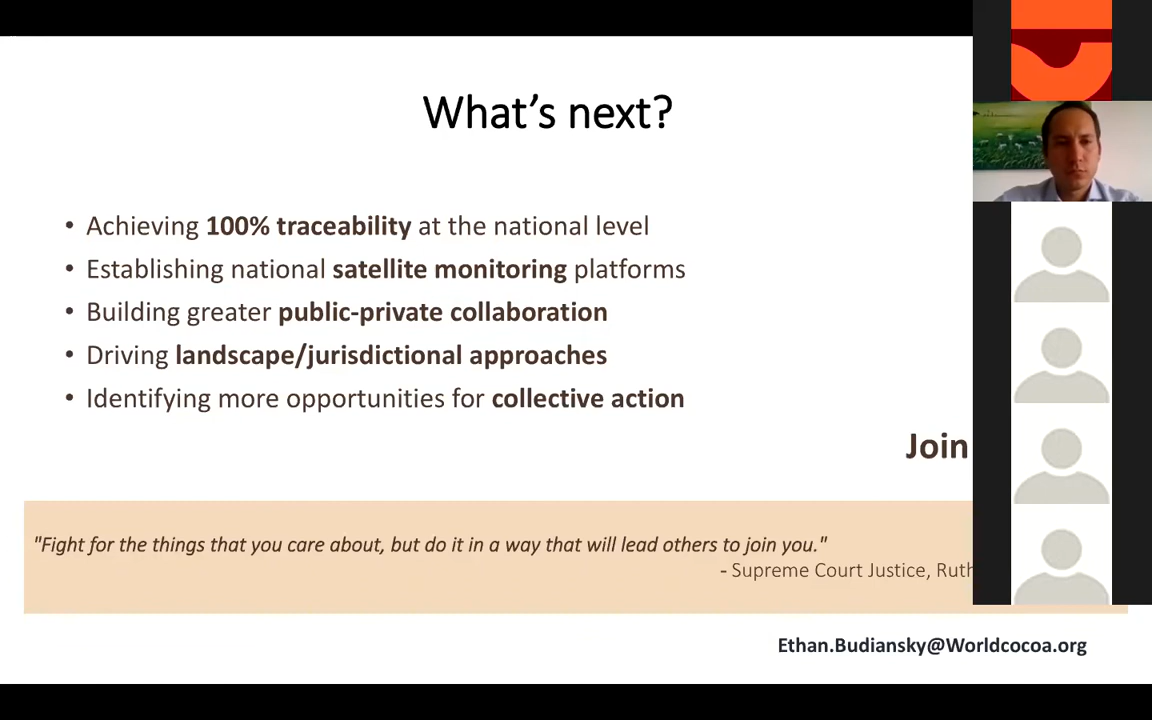 What's next?
• Achieving 100% traceability at the national level
• Establishing national satellite monitoring platforms
• Building greater public-private collaboration
• Driving landscape/jurisdictional approaches
• Identifying more opportunities for collective action
Join
"Fight for the things that you care about, but do it in a way that will lead others to join you."
- Supreme Court Justice, Ruth
Ethan.Budiansky@Worldcocoa.org